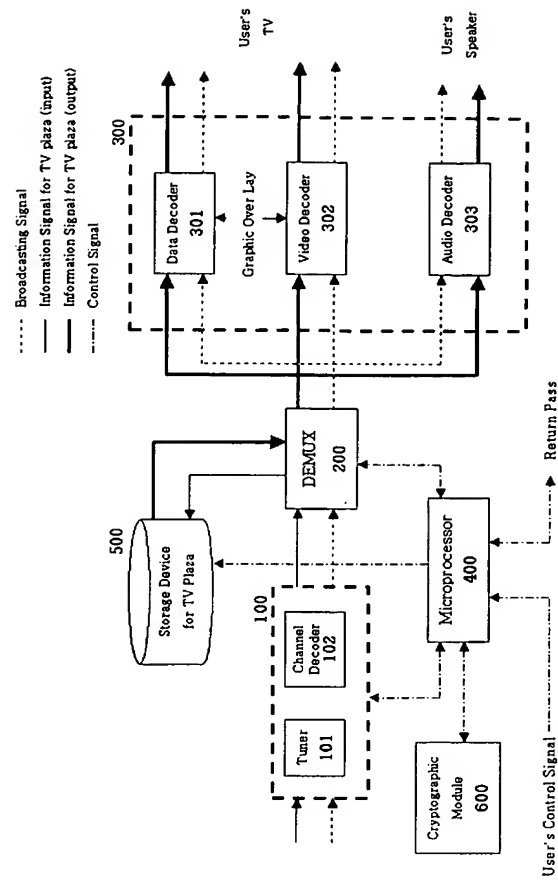 Broadcasting Signal
Information Signal for TV plaza (input)
Information Signal for TV plaza (output)
Control Signal
500
Storage Device
for TV Plaza
100
Tuner
101
Channel
Decoder
102
DEMUX
200
300
Data Decoder
301
Graphic Over Lay
Video Decoder
302
Audio Decoder
303
User's
TV
User's
Speaker
Microprocessor
400
Cryptographic
Module
600
User's Control Signal
Return Pass